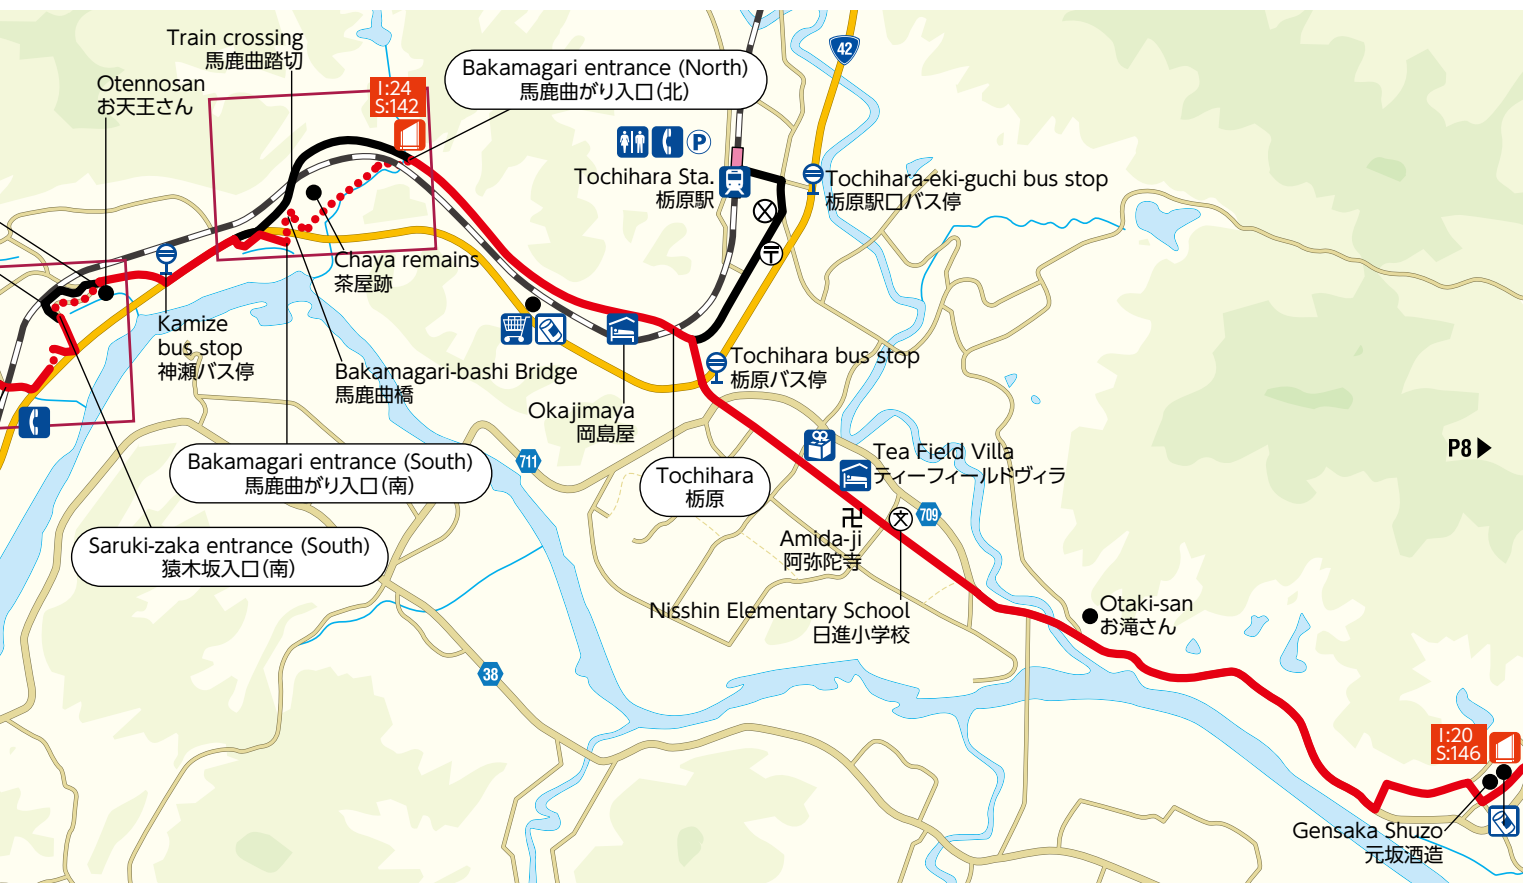 Train crossing
馬鹿曲踏切
Otennosan
お天王さん
I:24
S:142
Bakamagari entrance (North)
馬鹿曲がり入口(北)
42
P
Tochihara Sta.
栃原駅
Tochihara-eki-guchi bus stop
栃原駅口バス停
〒
Chaya remains
茶屋跡
Kamize
bus stop
神瀬バス停
Bakamagari-bashi Bridge
馬鹿曲橋
Tochihara bus stop
栃原バス停
Okajimaya
岡島屋
Bakamagari entrance (South)
馬鹿曲がり入口(南)
711
Tochihara
栃原
Tea Field Villa
ティーフィールドヴィラ
P8
卍
文
709
Amida-ji
阿弥陀寺
Saruki-zaka entrance (South)
猿木坂入口(南)
Nisshin Elementary School
日進小学校
Otaki-san
お滝さん
38
I:20
S:146
Gensaka Shuzo
元坂酒造